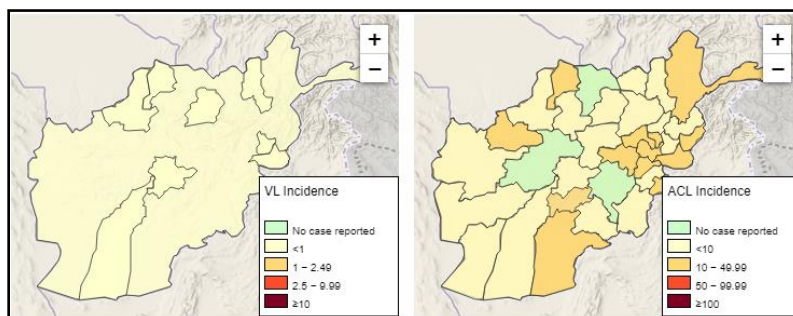 +
−
VL Incidence
No case reported
<1
1 – 2.49
2.5 – 9.99
≥10
+
−
ACL Incidence
No case reported
<10
10 – 49.99
50 – 99.99
≥100